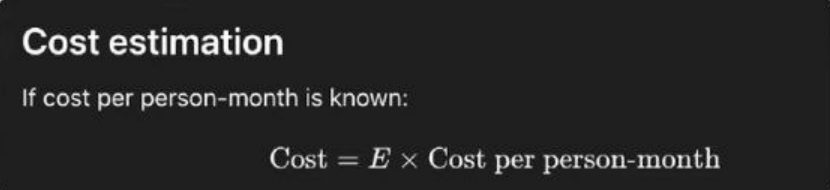 Cost estimation
If cost per person-month is known:
Cost = E × Cost per person-month